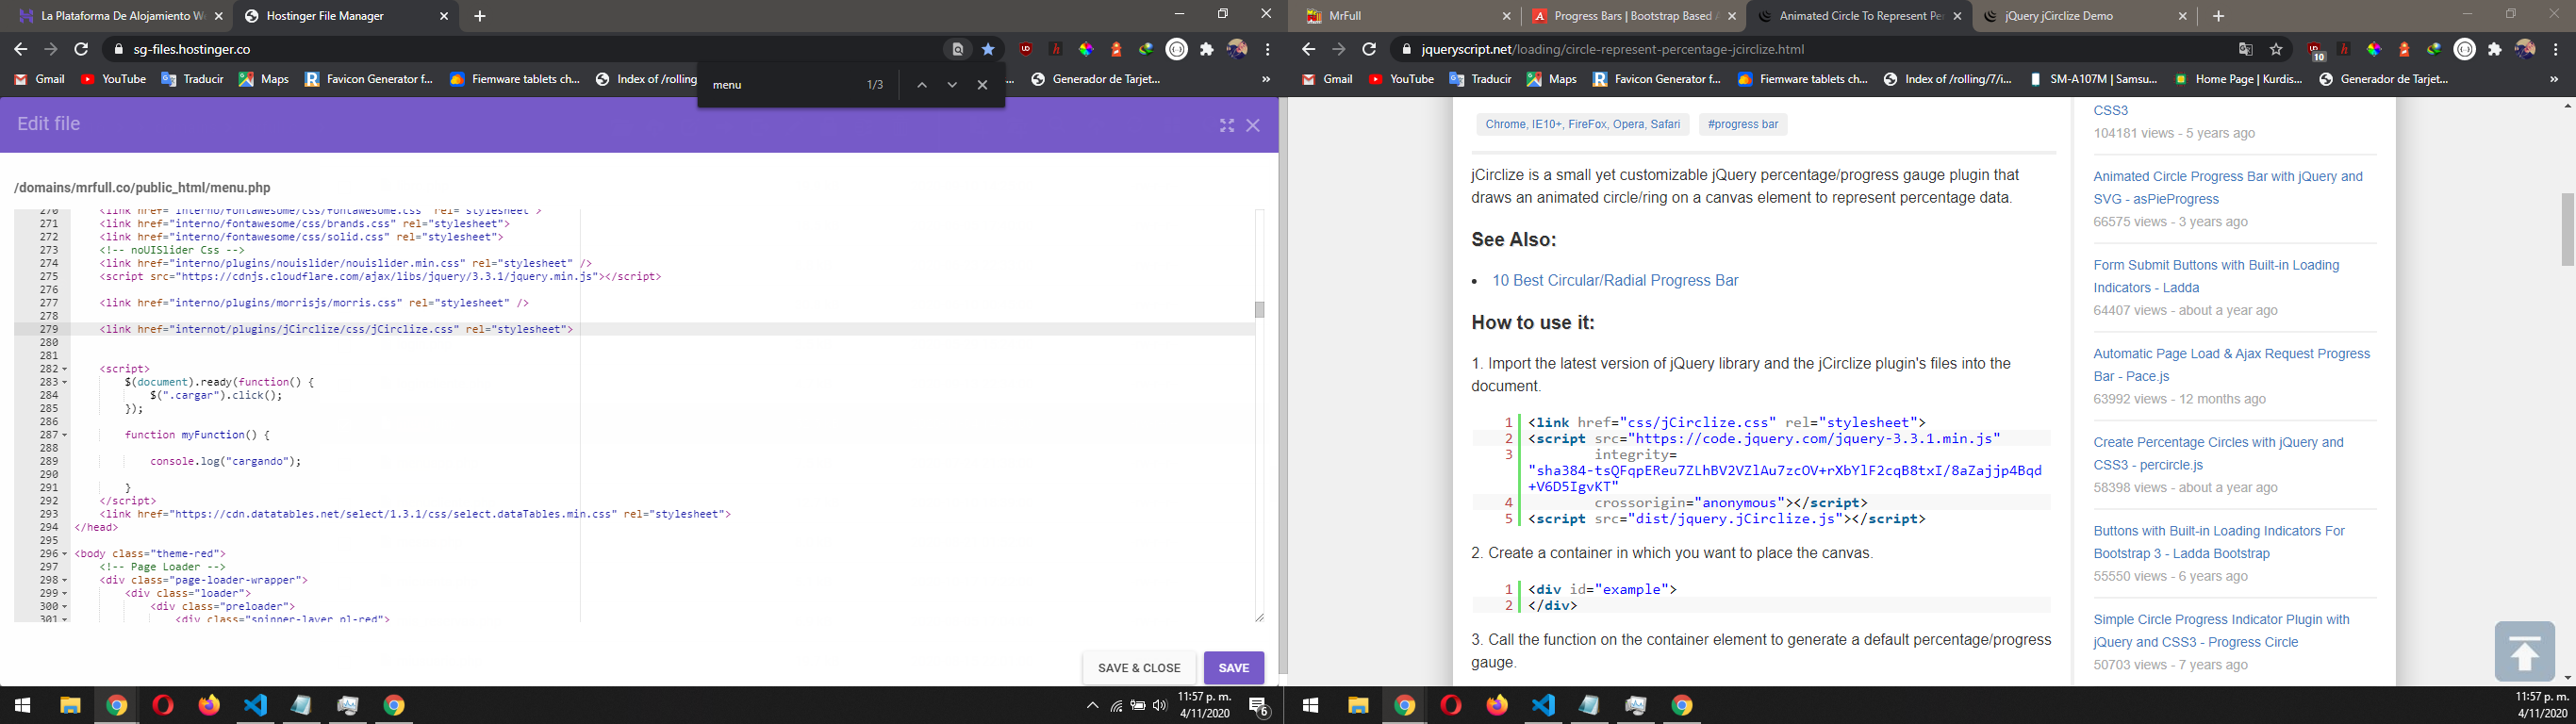 La Plataforma De Alojamiento W
Hostinger File Manager
sg-files.hostinger.co
Gmail YouTube Traducir Maps Favicon Generator f... Fiemware tablets ch... Index of /rolling Generador de Tarjet... »
menu 1/3
Edit file
/domains/mrfull.co/public_html/menu.php
270 <link href="interno/fontawesome/css/fontawesome.css" rel="stylesheet">
271 <link href="interno/fontawesome/css/brands.css" rel="stylesheet">
272 <link href="interno/fontawesome/css/solid.css" rel="stylesheet">
273 <!-- noUISlider Css -->
274 <link href="interno/plugins/nouislider/nouislider.min.css" rel="stylesheet" />
275 <script src="https://cdnjs.cloudflare.com/ajax/libs/jquery/3.3.1/jquery.min.js"></script>
276
277 <link href="interno/plugins/morrisjs/morris.css" rel="stylesheet" />
278
279 <link href="internot/plugins/jCirclize/css/jCirclize.css" rel="stylesheet">
280
281
282 <script>
283 $(document).ready(function() {
284 $(".cargar").click();
285 });
286
287 function myFunction() {
288
289 console.log("cargando");
290
291 }
292 </script>
293 <link href="https://cdn.datatables.net/select/1.3.1/css/select.dataTables.min.css" rel="stylesheet">
294 </head>
295
296 <body class="theme-red">
297 <!-- Page Loader -->
298 <div class="page-loader-wrapper">
299 <div class="loader">
300 <div class="preloader">
301 <div class="spinner-layer pl-red">
SAVE & CLOSE
SAVE
11:57 p. m.
4/11/2020
6
MrFull
Progress Bars | Bootstrap Based A
Animated Circle To Represent Pe
jQuery jCirclize Demo
jqueryscript.net/loading/circle-represent-percentage-jcirclize.html
10
Gmail YouTube Traducir Maps Favicon Generator f... Fiemware tablets ch... Index of /rolling/7/i... SM-A107M | Samsu... Home Page | Kurdis... Generador de Tarjet... »
Chrome, IE10+, FireFox, Opera, Safari
#progress bar
jCirclize is a small yet customizable jQuery percentage/progress gauge plugin that
draws an animated circle/ring on a canvas element to represent percentage data.
See Also:
• 10 Best Circular/Radial Progress Bar
How to use it:
1. Import the latest version of jQuery library and the jCirclize plugin's files into the
document.
1 <link href="css/jCirclize.css" rel="stylesheet">
2 <script src="https://code.jquery.com/jquery-3.3.1.min.js"
3 integrity=
"sha384-tsQFqpEReu7ZLhBV2VZlAu7zcOV+rXbYlF2cqB8txI/8aZajjp4Bqd
+V6D5IgvKT"
4 crossorigin="anonymous"></script>
5 <script src="dist/jquery.jCirclize.js"></script>
2. Create a container in which you want to place the canvas.
1 <div id="example">
2 </div>
3. Call the function on the container element to generate a default percentage/progress
gauge.
CSS3
104181 views - 5 years ago
Animated Circle Progress Bar with jQuery and
SVG - asPieProgress
66575 views - 3 years ago
Form Submit Buttons with Built-in Loading
Indicators - Ladda
64407 views - about a year ago
Automatic Page Load & Ajax Request Progress
Bar - Pace.js
63992 views - 12 months ago
Create Percentage Circles with jQuery and
CSS3 - percircle.js
58398 views - about a year ago
Buttons with Built-in Loading Indicators For
Bootstrap 3 - Ladda Bootstrap
55550 views - 6 years ago
Simple Circle Progress Indicator Plugin with
jQuery and CSS3 - Progress Circle
50703 views - 7 years ago
11:57 p. m.
4/11/2020